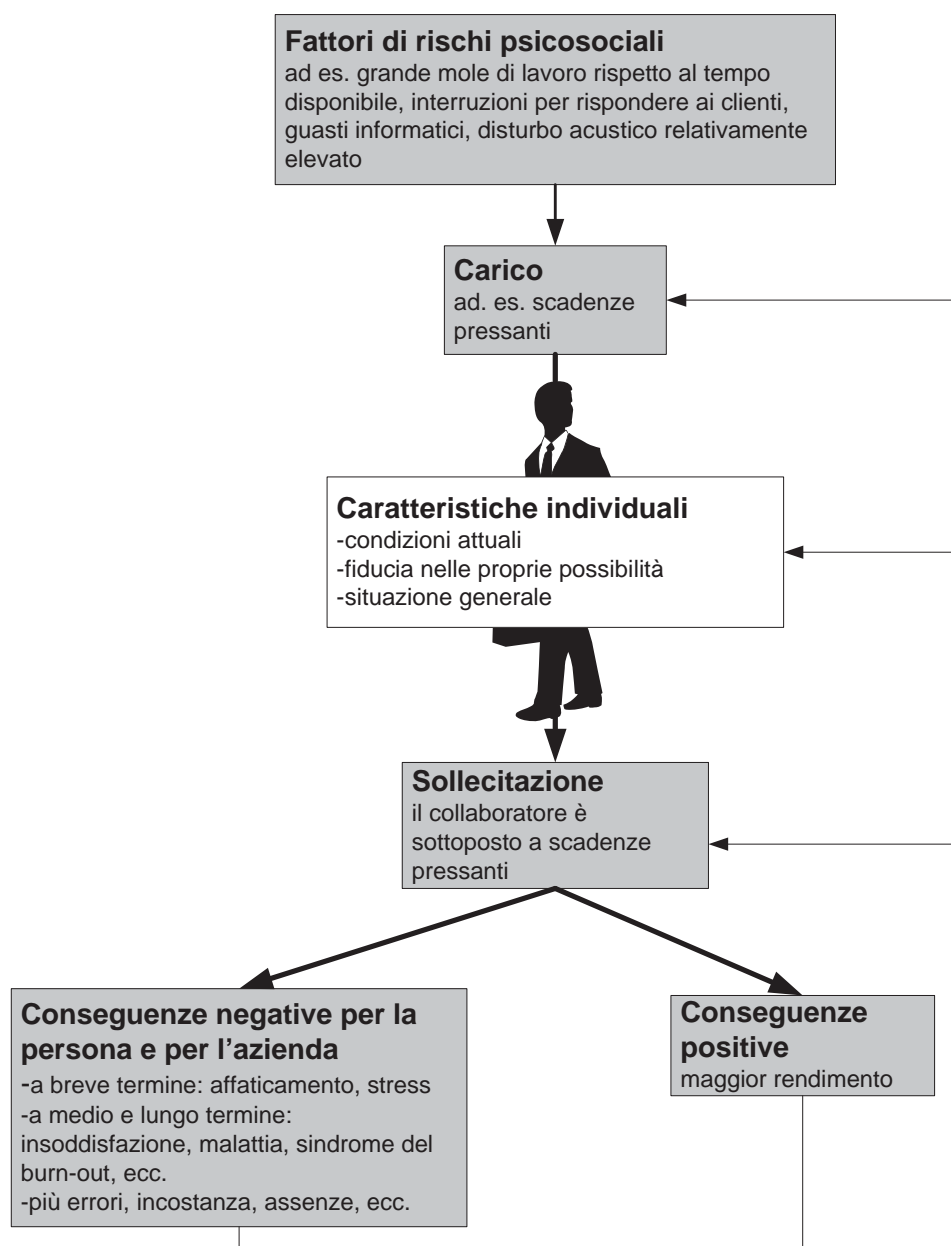 Fattori di rischi psicosociali
ad es. grande mole di lavoro rispetto al tempo
disponibile, interruzioni per rispondere ai clienti,
guasti informatici, disturbo acustico relativamente
elevato
Carico
ad. es. scadenze
pressanti
Caratteristiche individuali
-condizioni attuali
-fiducia nelle proprie possibilità
-situazione generale
Sollecitazione
il collaboratore è
sottoposto a scadenze
pressanti
Conseguenze negative per la
persona e per l'azienda
-a breve termine: affaticamento, stress
-a medio e lungo termine:
insoddisfazione, malattia, sindrome del
burn-out, ecc.
-più errori, incostanza, assenze, ecc.
Conseguenze
positive
maggior rendimento